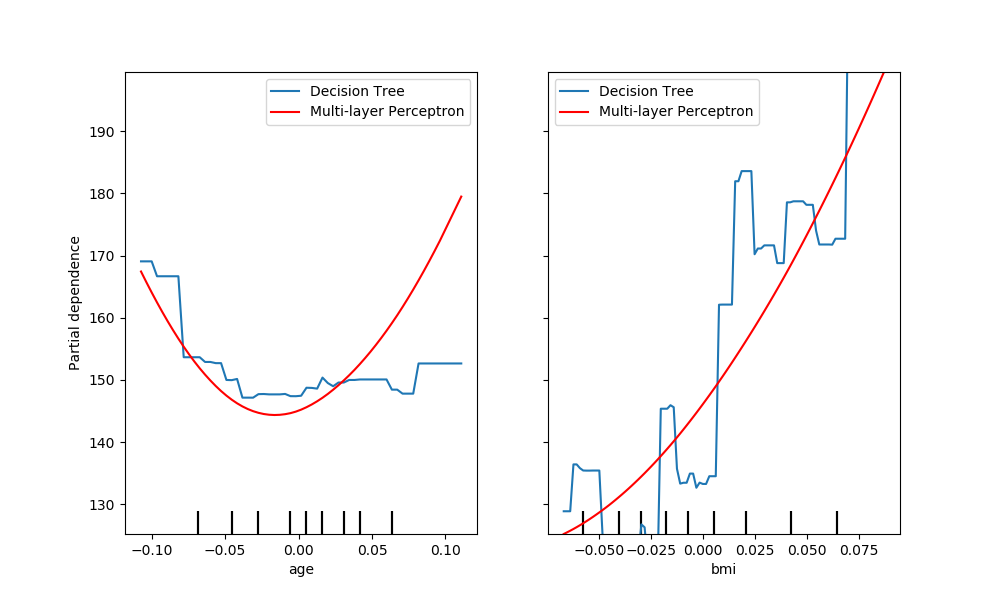 Decision Tree
Multi-layer Perceptron
Decision Tree
Multi-layer Perceptron
190
180
170
160
150
140
130
Partial dependence
−0.10 −0.05 0.00 0.05 0.10
age
−0.050 −0.025 0.000 0.025 0.050 0.075
bmi